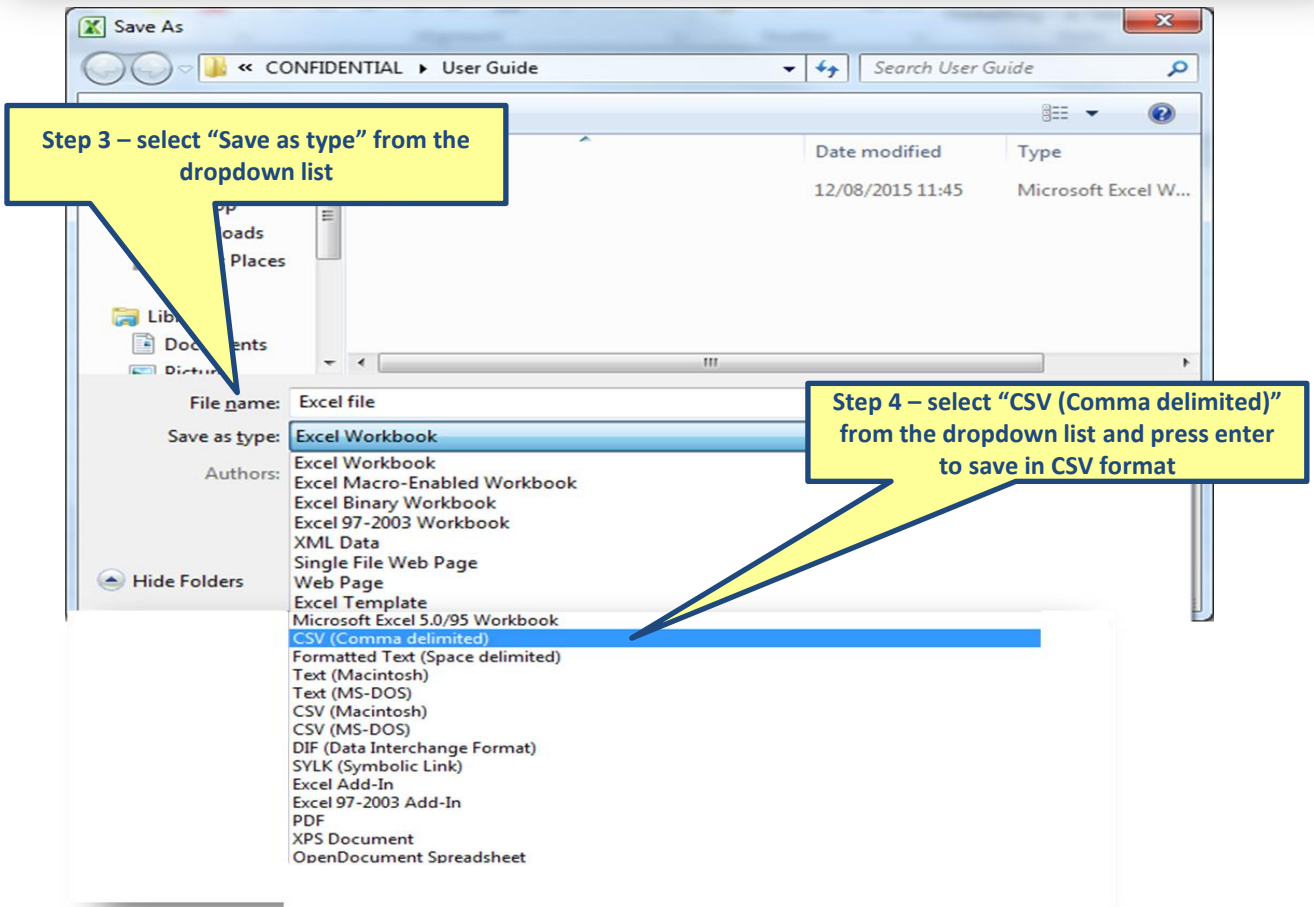 Save As
« CONFIDENTIAL ▸ User Guide
Search User Guide
Step 3 – select “Save as type” from the
dropdown list
Date modified
Type
12/08/2015 11:45
Microsoft Excel W...
Places
Documents
File name:
Excel file
Save as type:
Excel Workbook
Authors:
Step 4 – select “CSV (Comma delimited)”
from the dropdown list and press enter
to save in CSV format
Excel Workbook
Excel Macro-Enabled Workbook
Excel Binary Workbook
Excel 97-2003 Workbook
XML Data
Single File Web Page
Web Page
Excel Template
Microsoft Excel 5.0/95 Workbook
CSV (Comma delimited)
Formatted Text (Space delimited)
Text (Macintosh)
Text (MS-DOS)
CSV (Macintosh)
CSV (MS-DOS)
DIF (Data Interchange Format)
SYLK (Symbolic Link)
Excel Add-In
Excel 97-2003 Add-In
PDF
XPS Document
OpenDocument Spreadsheet
Hide Folders